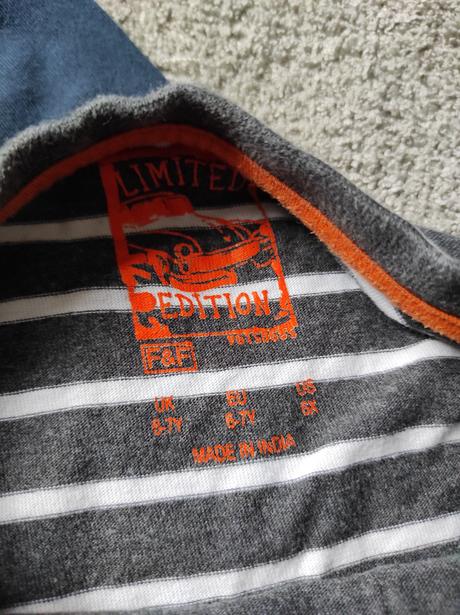 LIMITED
EDITION
F&F
UK EU US
6-7Y 6-7Y 6X
MADE IN INDIA